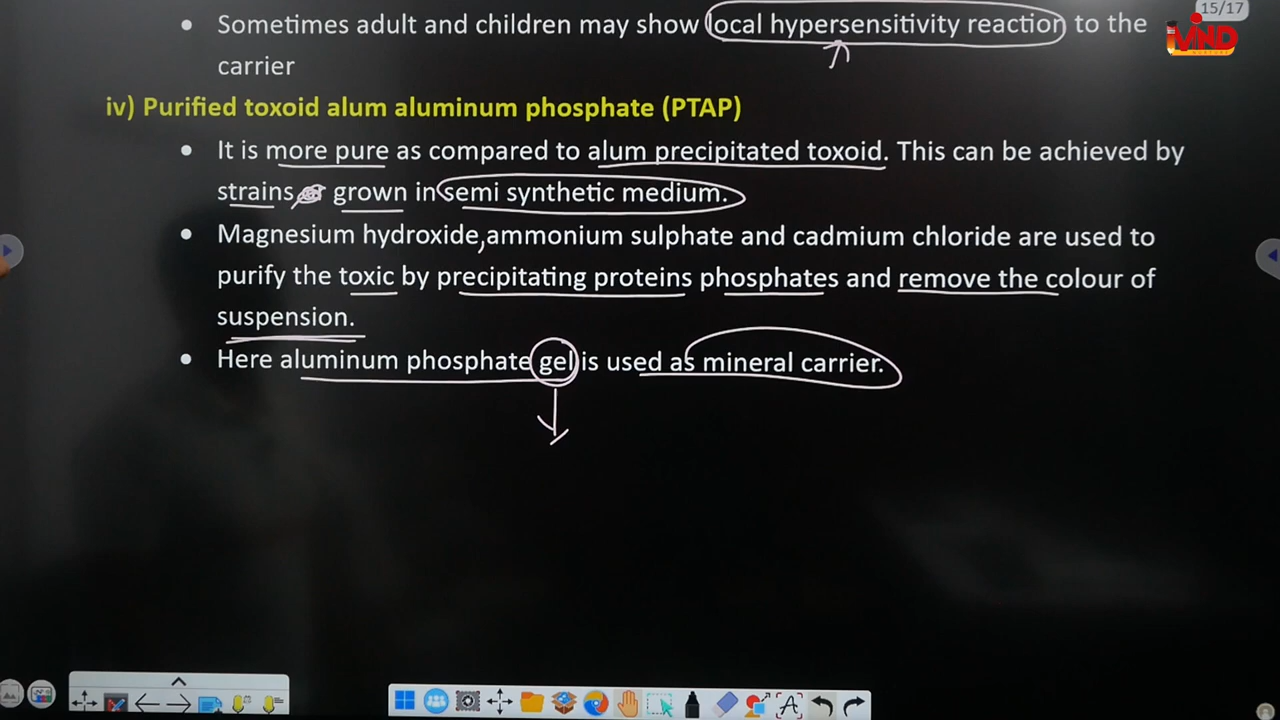 15/17
MIND
• Sometimes adult and children may show local hypersensitivity reaction to the
carrier
iv) Purified toxoid alum aluminum phosphate (PTAP)
• It is more pure as compared to alum precipitated toxoid. This can be achieved by
strains grown in semi synthetic medium.
• Magnesium hydroxide,ammonium sulphate and cadmium chloride are used to
purify the toxic by precipitating proteins phosphates and remove the colour of
suspension.
• Here aluminum phosphate gel is used as mineral carrier.